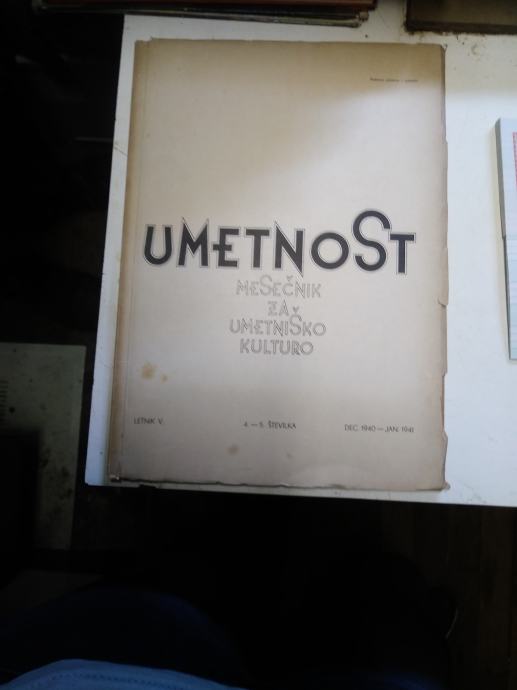 UMETNOST
MESEČNIK
ZA
UMETNIŠKO
KULTURO
LETNIK V.
4. — 5. ŠTEVILKA
DEC. 1940 — JAN. 1941